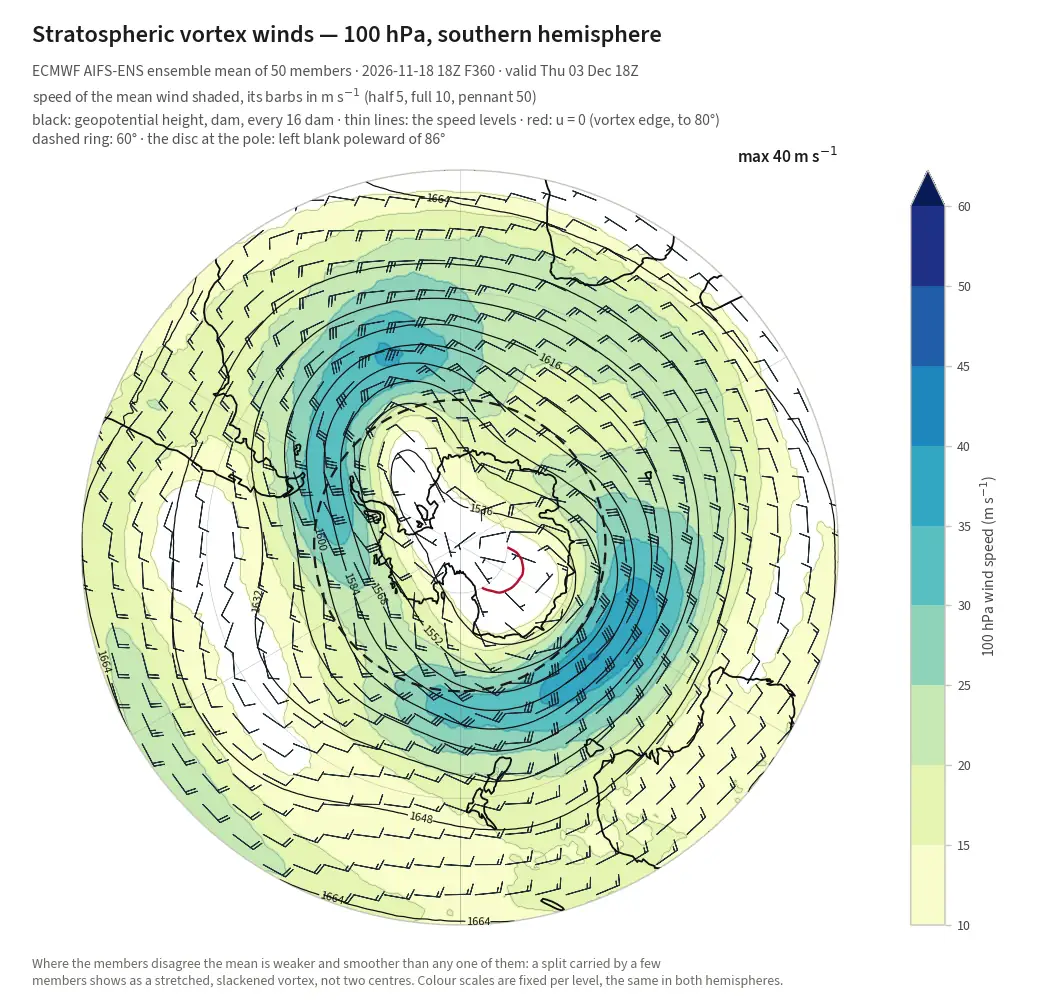 Stratospheric vortex winds — 100 hPa, southern hemisphere
ECMWF AIFS-ENS ensemble mean of 50 members · 2026-11-18 18Z F360 · valid Thu 03 Dec 18Z
speed of the mean wind shaded, its barbs in m s⁻¹ (half 5, full 10, pennant 50)
black: geopotential height, dam, every 16 dam · thin lines: the speed levels · red: u = 0 (vortex edge, to 80°)
dashed ring: 60° · the disc at the pole: left blank poleward of 86°
max 40 m s⁻¹
1664
1616
1536
1600
1584
1568
1552
1632
1664
1648
1664
1664
60
50
45
40
35
30
25
20
15
10
100 hPa wind speed (m s⁻¹)
Where the members disagree the mean is weaker and smoother than any one of them: a split carried by a few
members shows as a stretched, slackened vortex, not two centres. Colour scales are fixed per level, the same in both hemispheres.